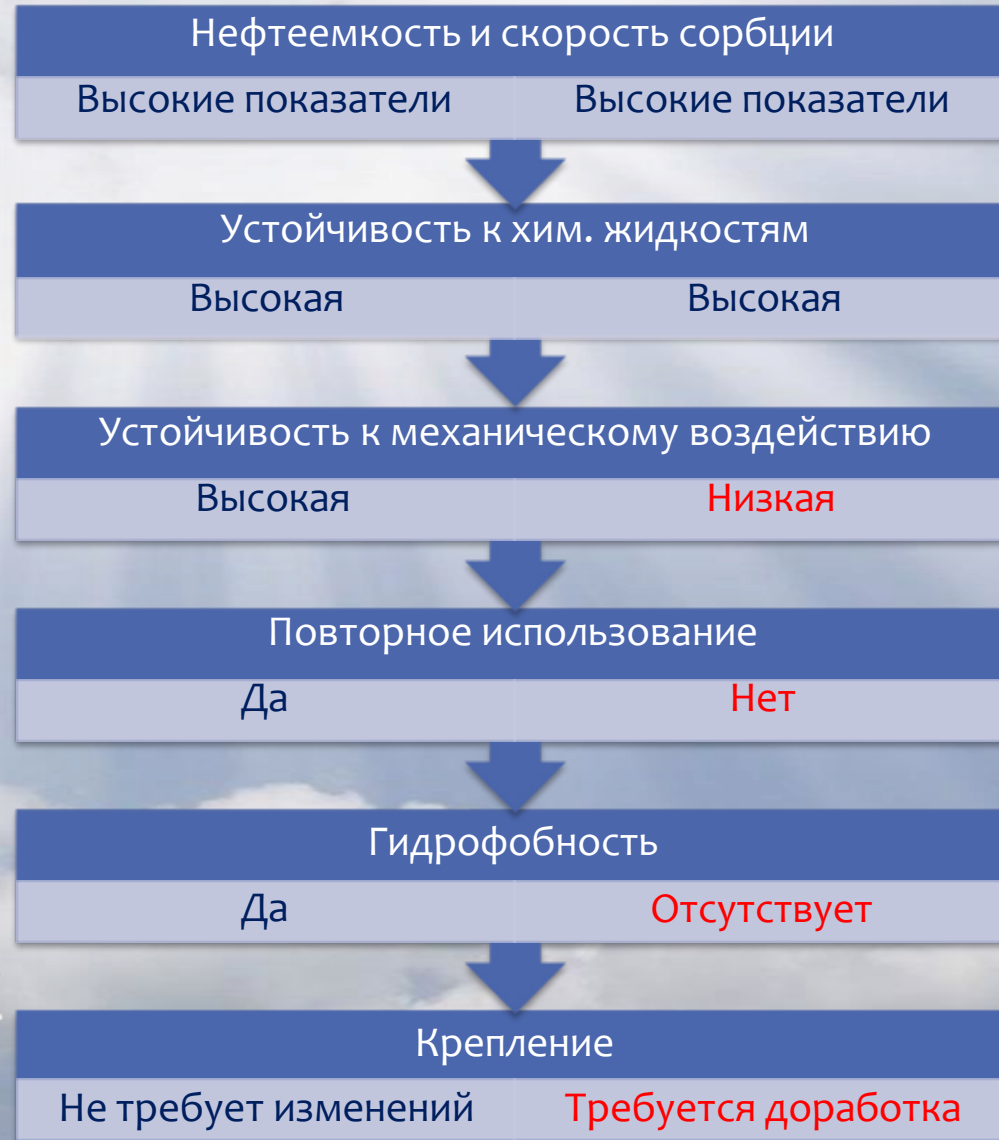 Нефтеемкость и скорость сорбции
Высокие показатели Высокие показатели
Устойчивость к хим. жидкостям
Высокая Высокая
Устойчивость к механическому воздействию
Высокая Низкая
Повторное использование
Да Нет
Гидрофобность
Да Отсутствует
Крепление
Не требует изменений Требуется доработка